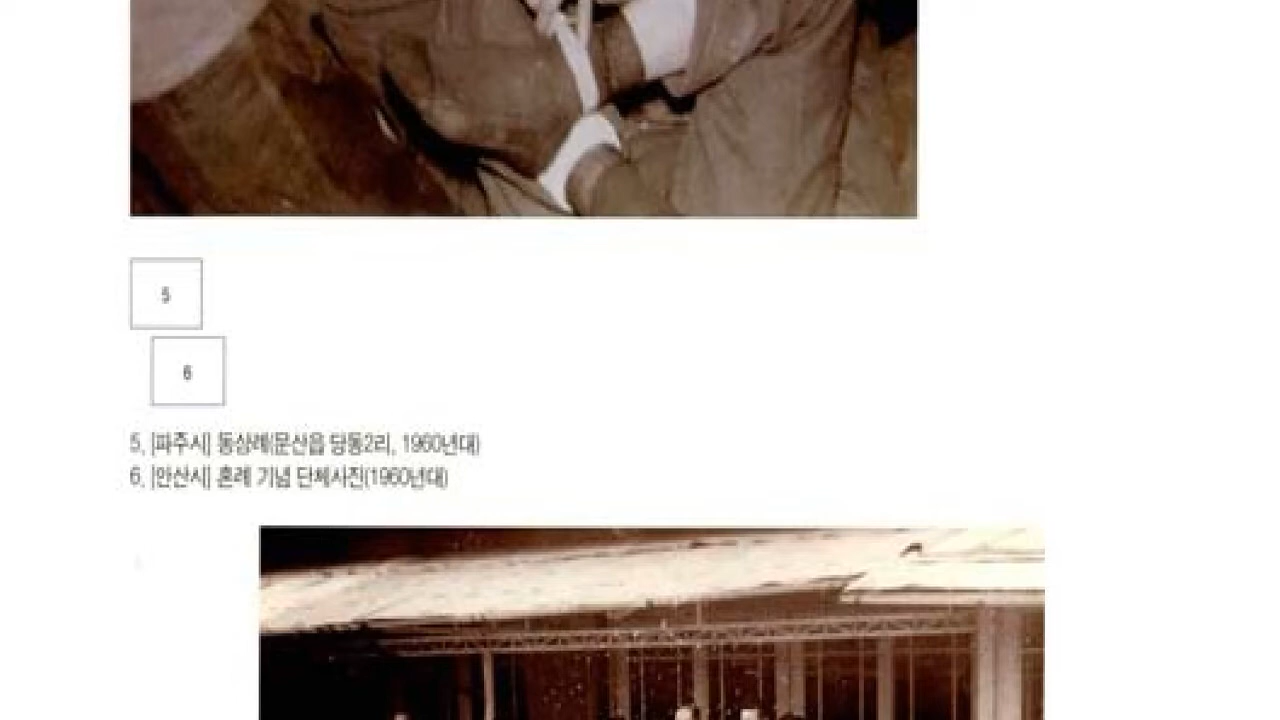 5
6
5, [파주시] 동상례(문산읍 당동2리, 1960년대)
6, [안산시] 혼례 기념 단체사진(1960년대)